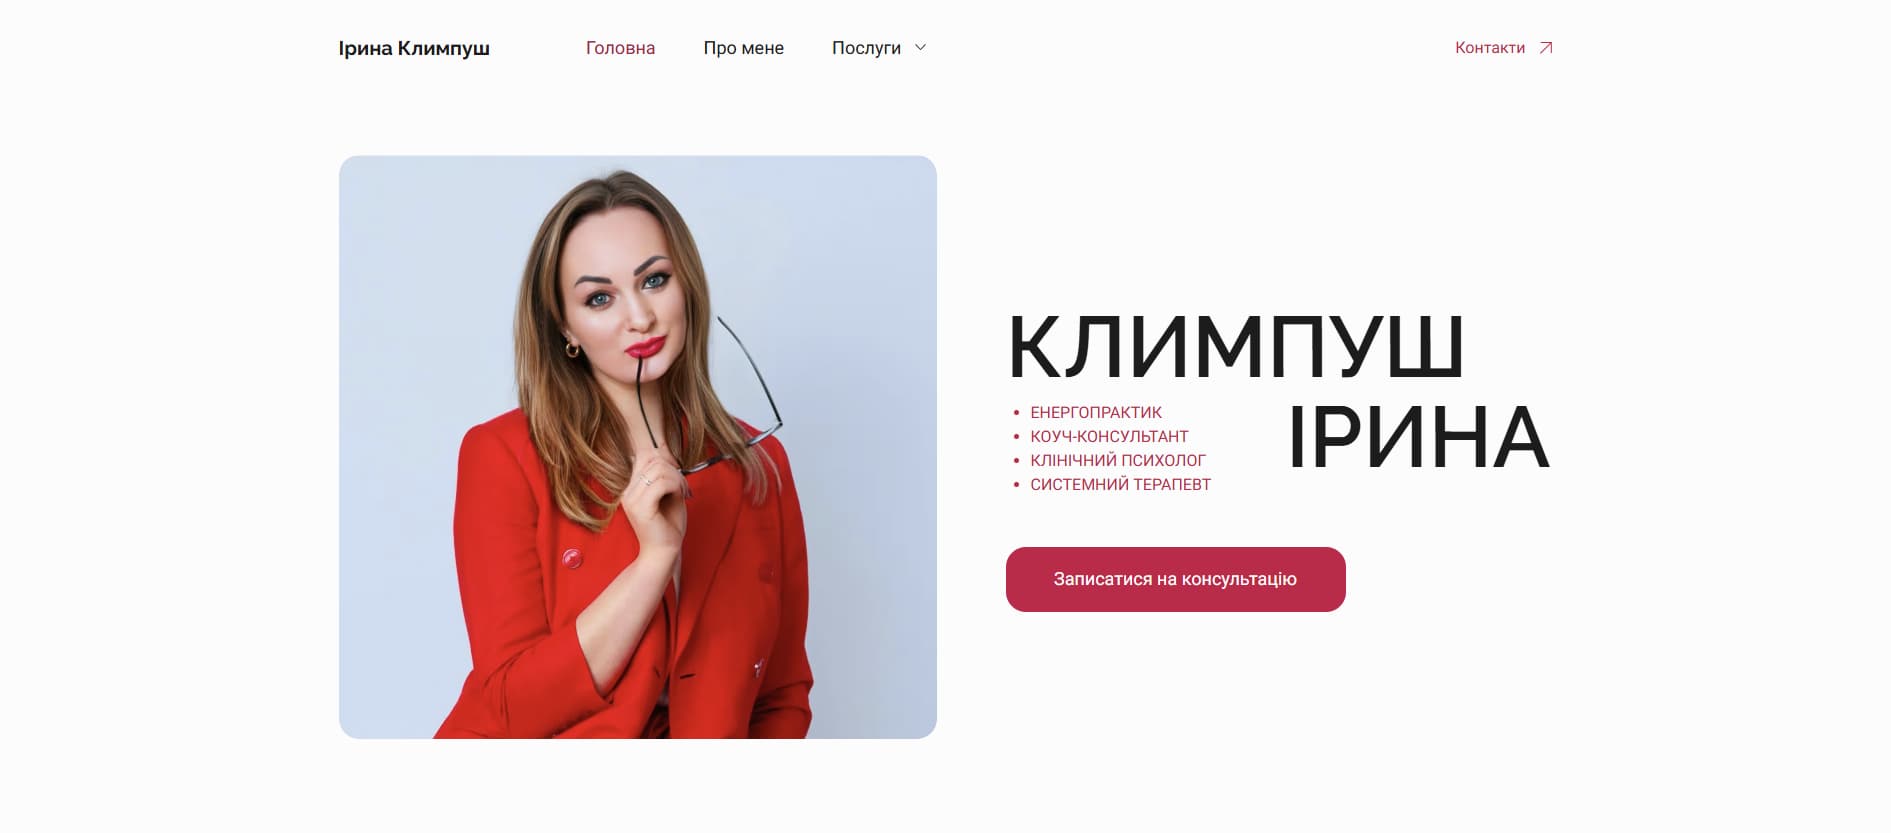 Ірина Климпуш
Головна
Про мене
Послуги
Контакти
КЛИМПУШ
ІРИНА
ЕНЕРГОПРАКТИК
КОУЧ-КОНСУЛЬТАНТ
КЛІНІЧНИЙ ПСИХОЛОГ
СИСТЕМНИЙ ТЕРАПЕВТ
Записатися на консультацію